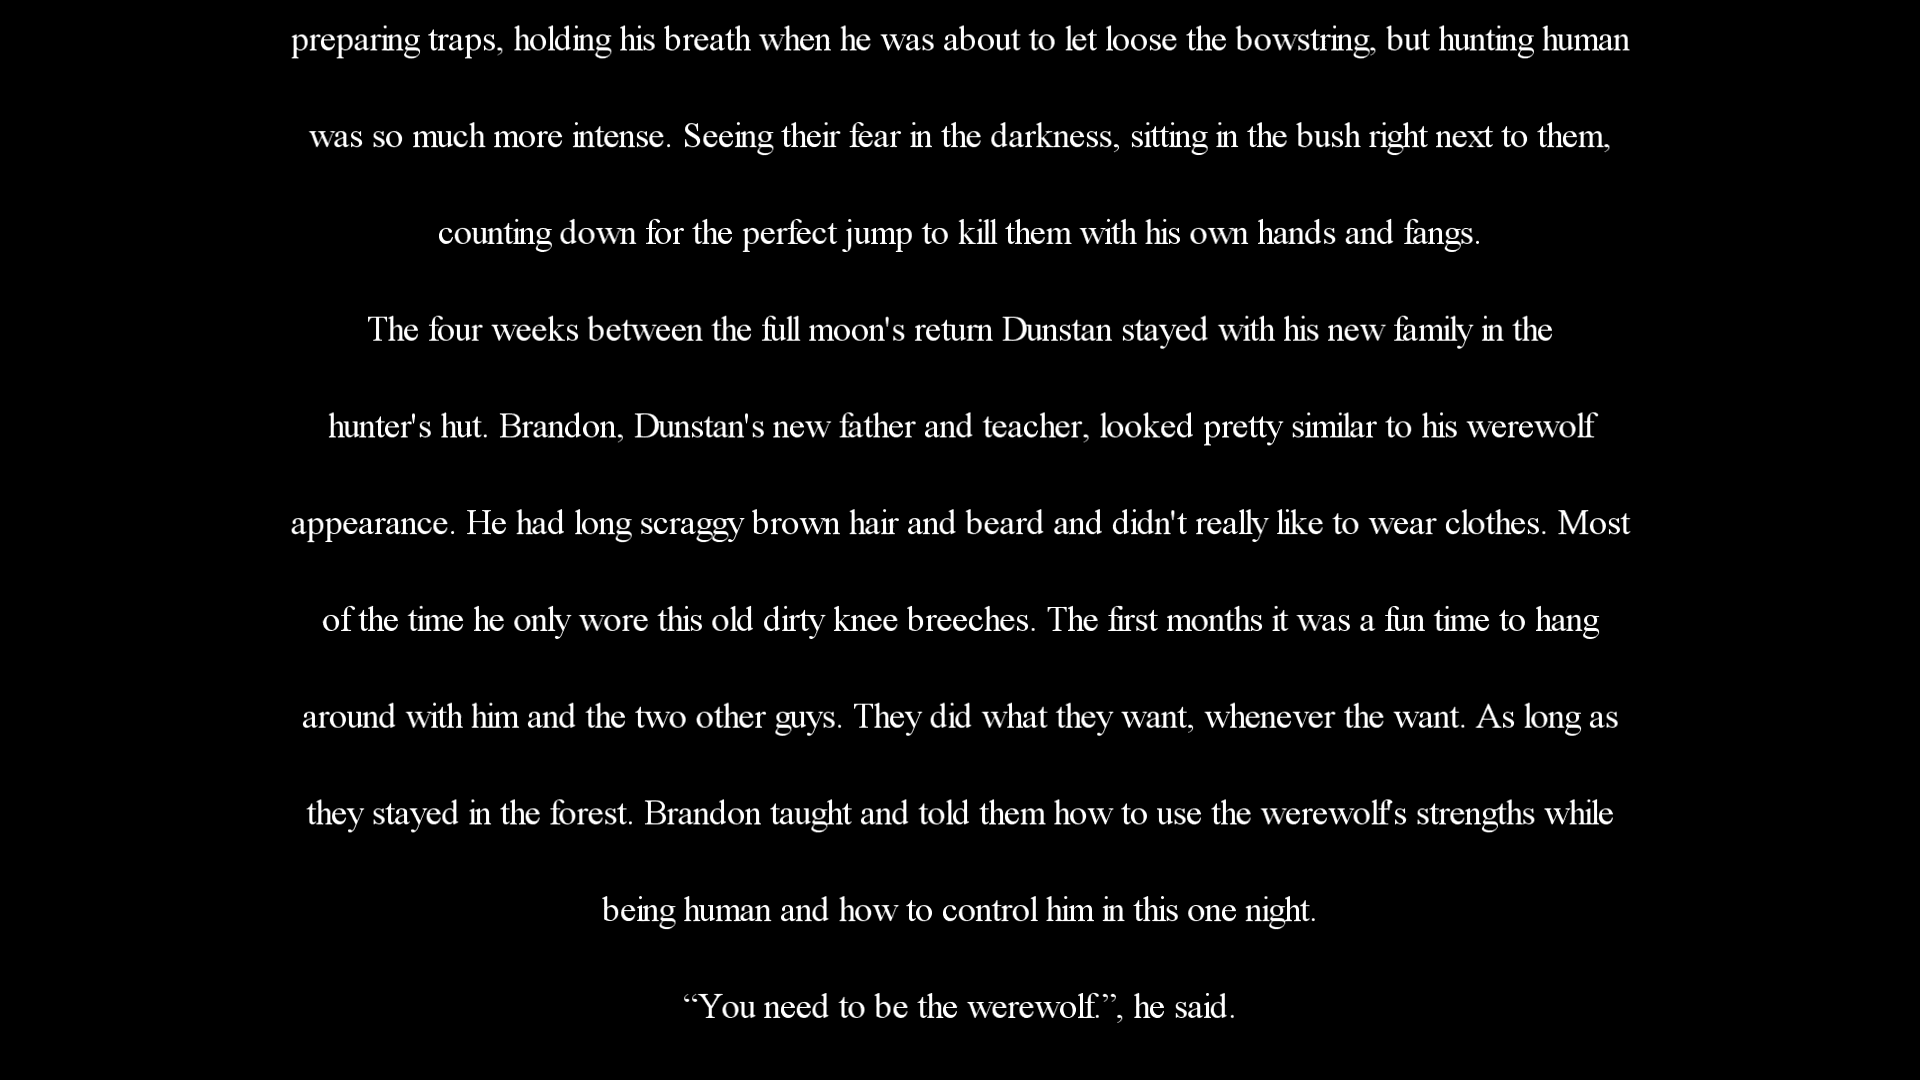 preparing traps, holding his breath when he was about to let loose the bowstring, but hunting human
was so much more intense. Seeing their fear in the darkness, sitting in the bush right next to them,
counting down for the perfect jump to kill them with his own hands and fangs.
The four weeks between the full moon's return Dunstan stayed with his new family in the
hunter's hut. Brandon, Dunstan's new father and teacher, looked pretty similar to his werewolf
appearance. He had long scraggy brown hair and beard and didn't really like to wear clothes. Most
of the time he only wore this old dirty knee breeches. The first months it was a fun time to hang
around with him and the two other guys. They did what they want, whenever the want. As long as
they stayed in the forest. Brandon taught and told them how to use the werewolf's strengths while
being human and how to control him in this one night.
“You need to be the werewolf.”, he said.